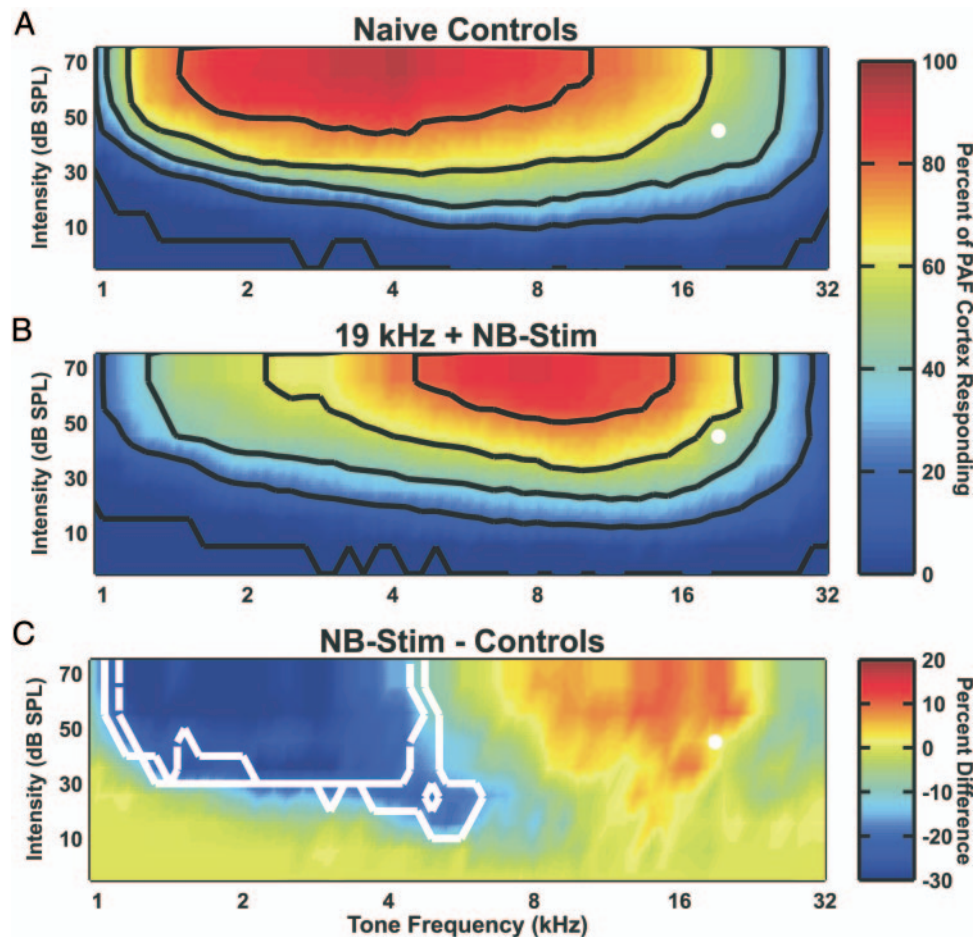 A
Naive Controls
Intensity (dB SPL)
70
50
30
10
1 2 4 8 16 32
B
19 kHz + NB-Stim
Intensity (dB SPL)
70
50
30
10
1 2 4 8 16 32
100
80
60
40
20
0
Percent of PAF Cortex Responding
C
NB-Stim - Controls
Intensity (dB SPL)
70
50
30
10
1 2 4 8 16 32
Tone Frequency (kHz)
20
10
0
-10
-20
-30
Percent Difference